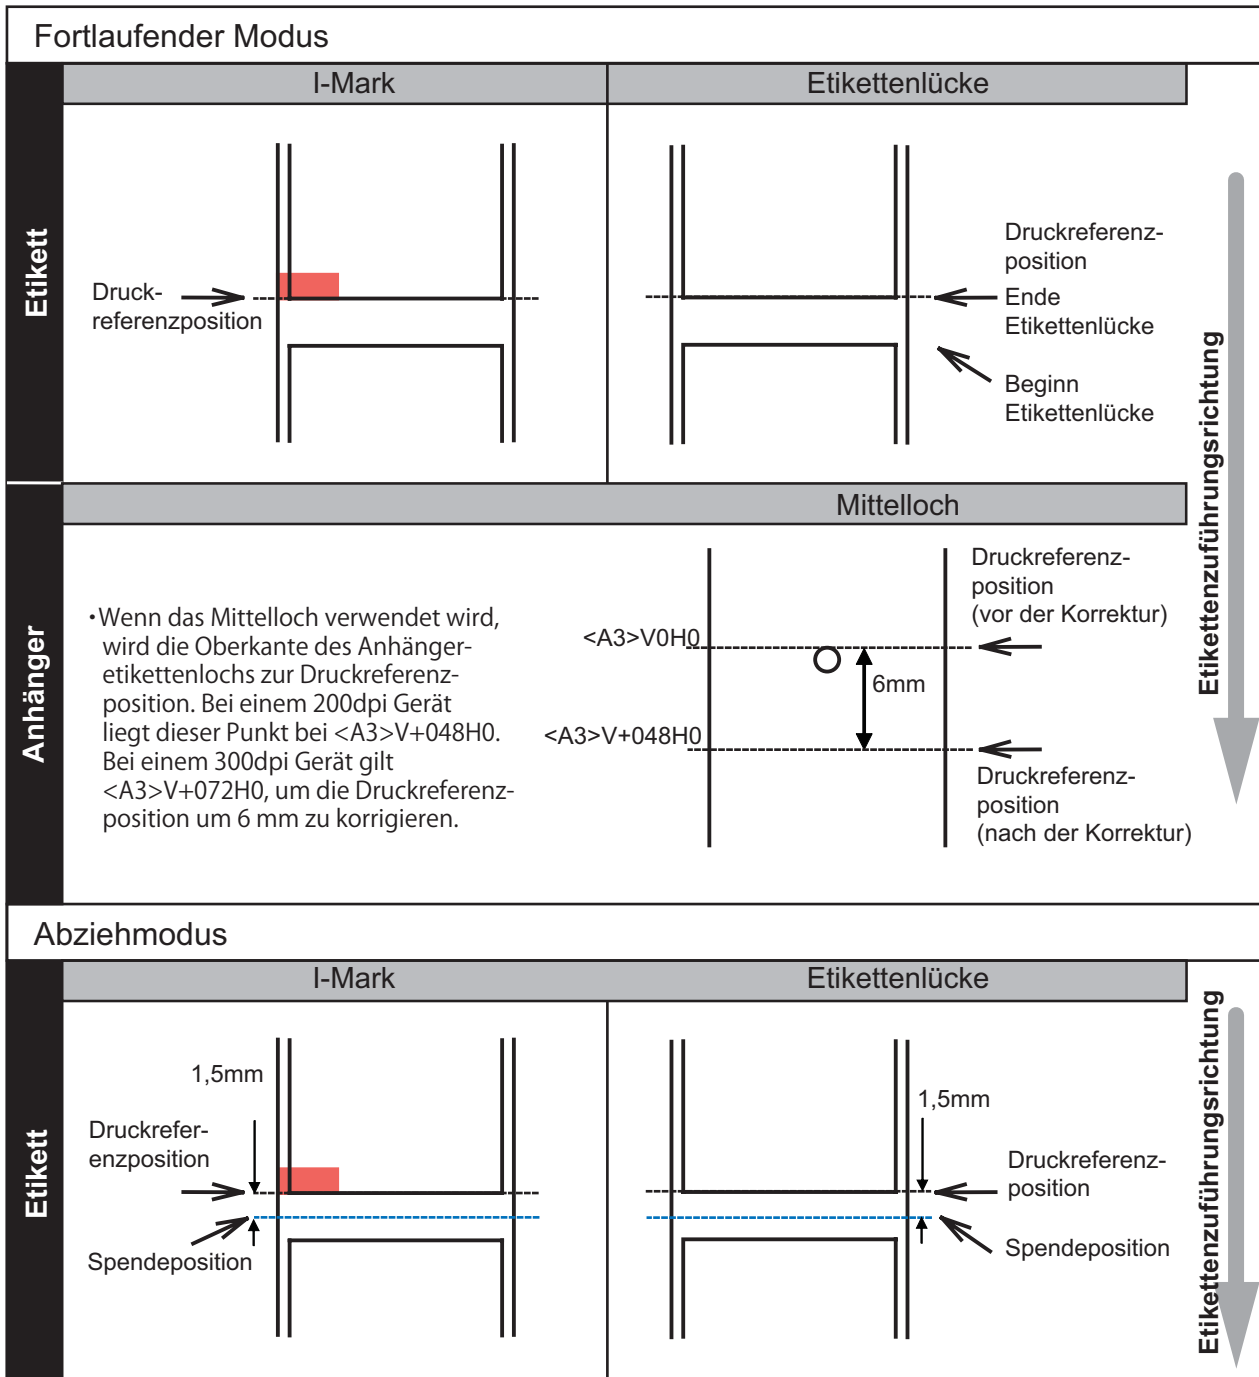 Fortlaufender Modus
I-Mark
Etikettenlücke
Etikett
Druck-
referenzposition
Druckreferenz-
position
Ende
Etikettenlücke
Beginn
Etikettenlücke
Etikettenzuführungsrichtung
Mittelloch
Anhänger
•Wenn das Mittelloch verwendet wird,
wird die Oberkante des Anhänger-
etikettenlochs zur Druckreferenz-
position. Bei einem 200dpi Gerät
liegt dieser Punkt bei <A3>V+048H0.
Bei einem 300dpi Gerät gilt
<A3>V+072H0, um die Druckreferenz-
position um 6 mm zu korrigieren.
<A3>V0H0
<A3>V+048H0
6mm
Druckreferenz-
position
(vor der Korrektur)
Druckreferenz-
position
(nach der Korrektur)
Abziehmodus
I-Mark
Etikettenlücke
Etikett
1,5mm
Druckrefer-
enzposition
Spendeposition
1,5mm
Druckreferenz-
position
Spendeposition
Etikettenzuführungsrichtung